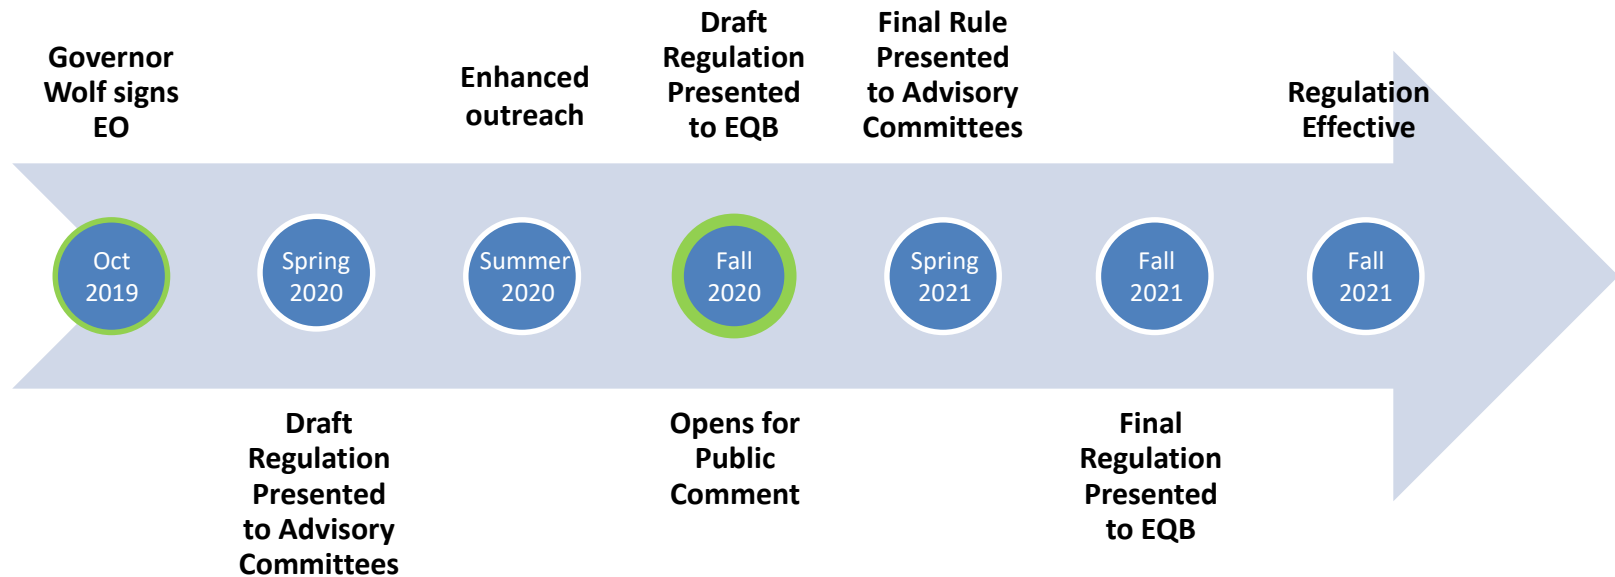 Governor
Wolf signs
EO
Enhanced
outreach
Draft
Regulation
Presented
to EQB
Final Rule
Presented
to Advisory
Committees
Regulation
Effective
Oct
2019
Spring
2020
Summer
2020
Fall
2020
Spring
2021
Fall
2021
Fall
2021
Draft
Regulation
Presented
to Advisory
Committees
Opens for
Public
Comment
Final
Regulation
Presented
to EQB